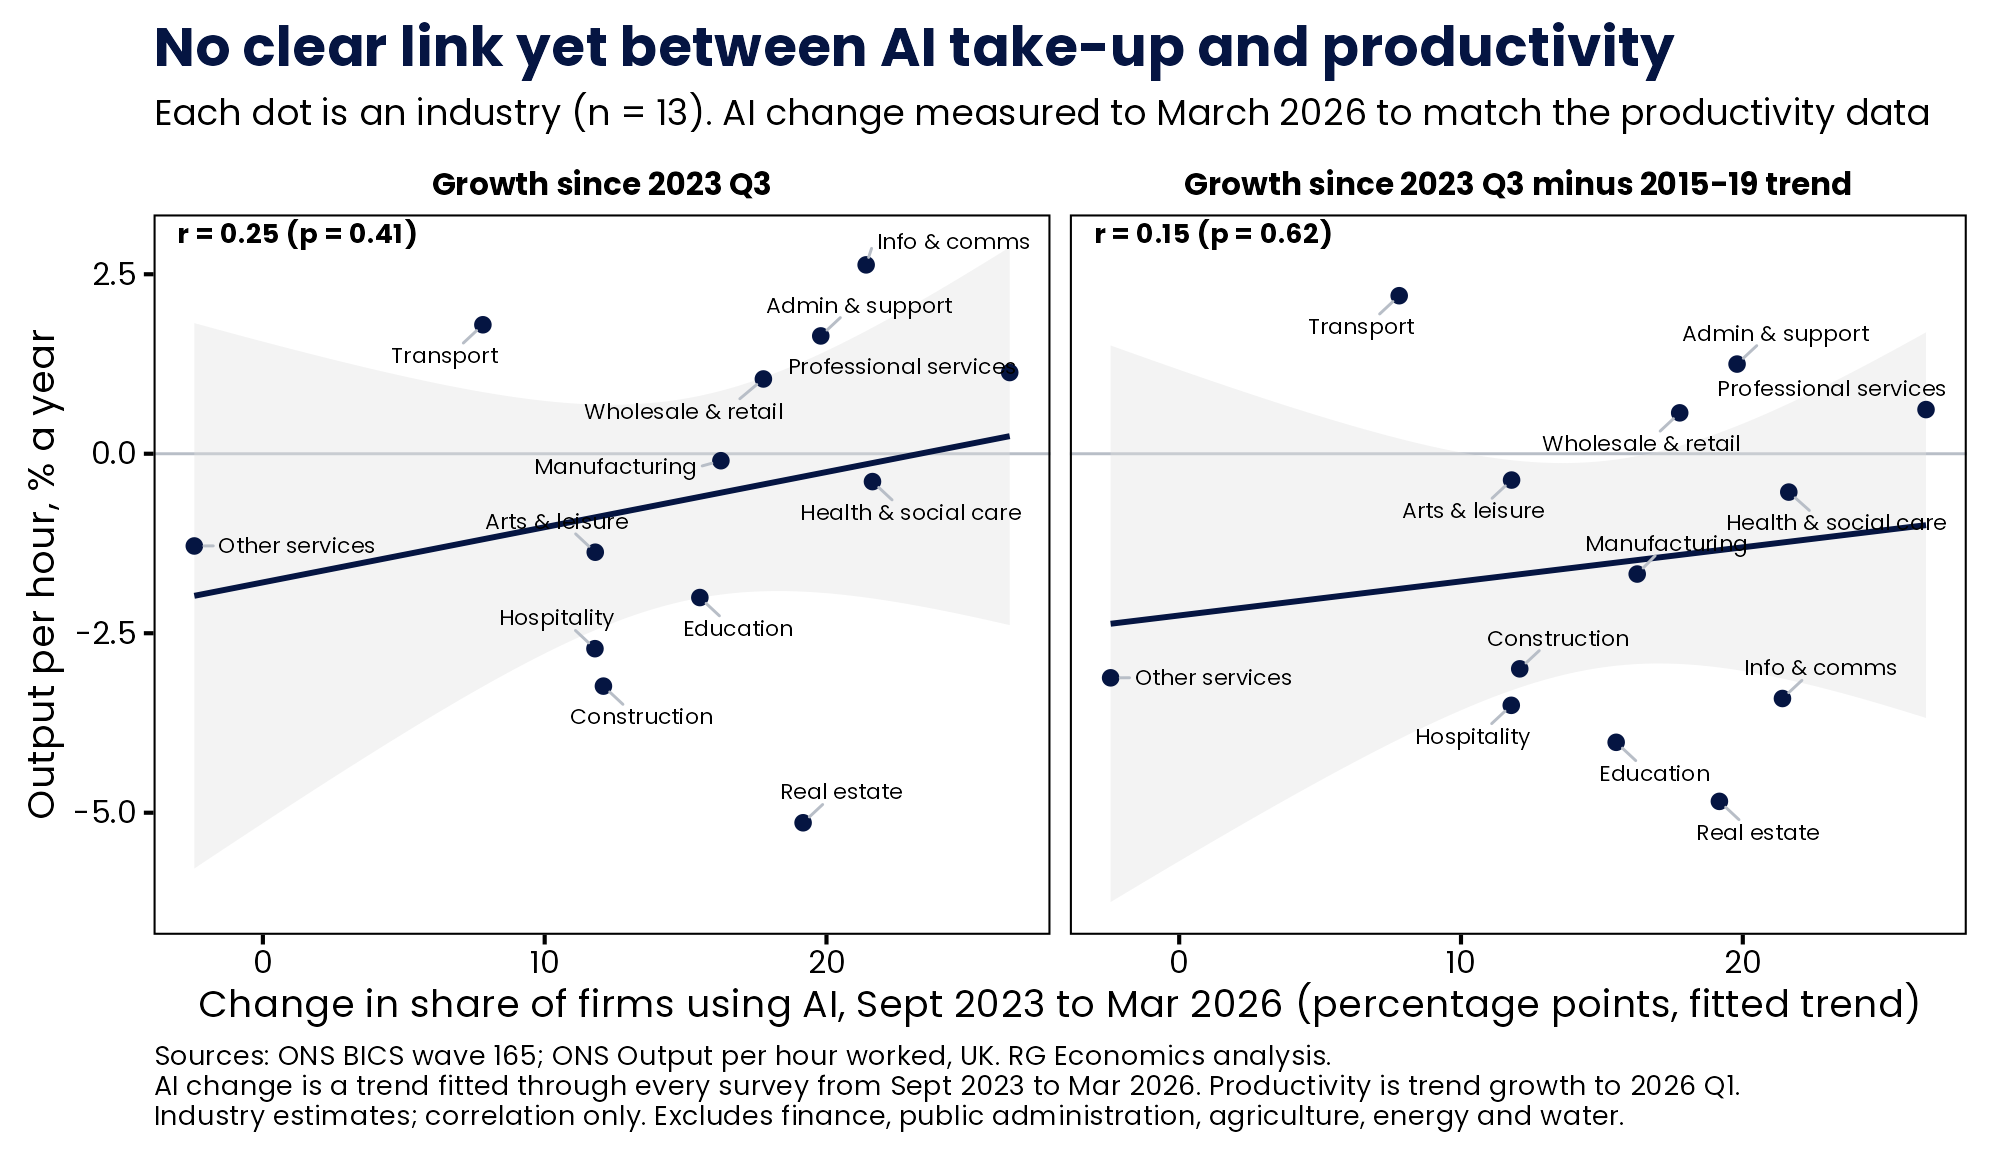 No clear link yet between AI take-up and productivity
Each dot is an industry (n = 13). AI change measured to March 2026 to match the productivity data
Growth since 2023 Q3
Growth since 2023 Q3 minus 2015-19 trend
Output per hour, % a year
2.5
0.0
−2.5
−5.0
r = 0.25 (p = 0.41)
Info & comms
Admin & support
Transport
Professional services
Wholesale & retail
Manufacturing
Health & social care
Arts & leisure
Other services
Hospitality
Education
Construction
Real estate
0
10
20
r = 0.15 (p = 0.62)
Transport
Admin & support
Professional services
Wholesale & retail
Arts & leisure
Health & social care
Manufacturing
Construction
Info & comms
Other services
Hospitality
Education
Real estate
0
10
20
Change in share of firms using AI, Sept 2023 to Mar 2026 (percentage points, fitted trend)
Sources: ONS BICS wave 165; ONS Output per hour worked, UK. RG Economics analysis.
AI change is a trend fitted through every survey from Sept 2023 to Mar 2026. Productivity is trend growth to 2026 Q1.
Industry estimates; correlation only. Excludes finance, public administration, agriculture, energy and water.